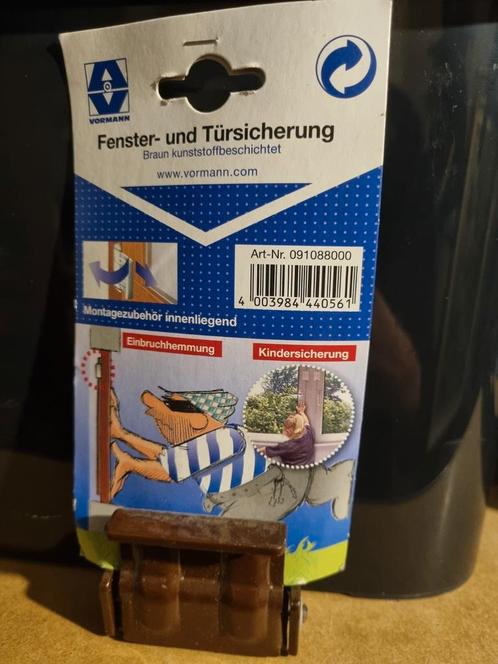 VORMANN
Fenster- und Türsicherung
Braun kunststoffbeschichtet
www.vormann.com
Art-Nr. 091088000
4 003984 440561
Montagezubehör innenliegend
Einbruchhemmung
Kindersicherung